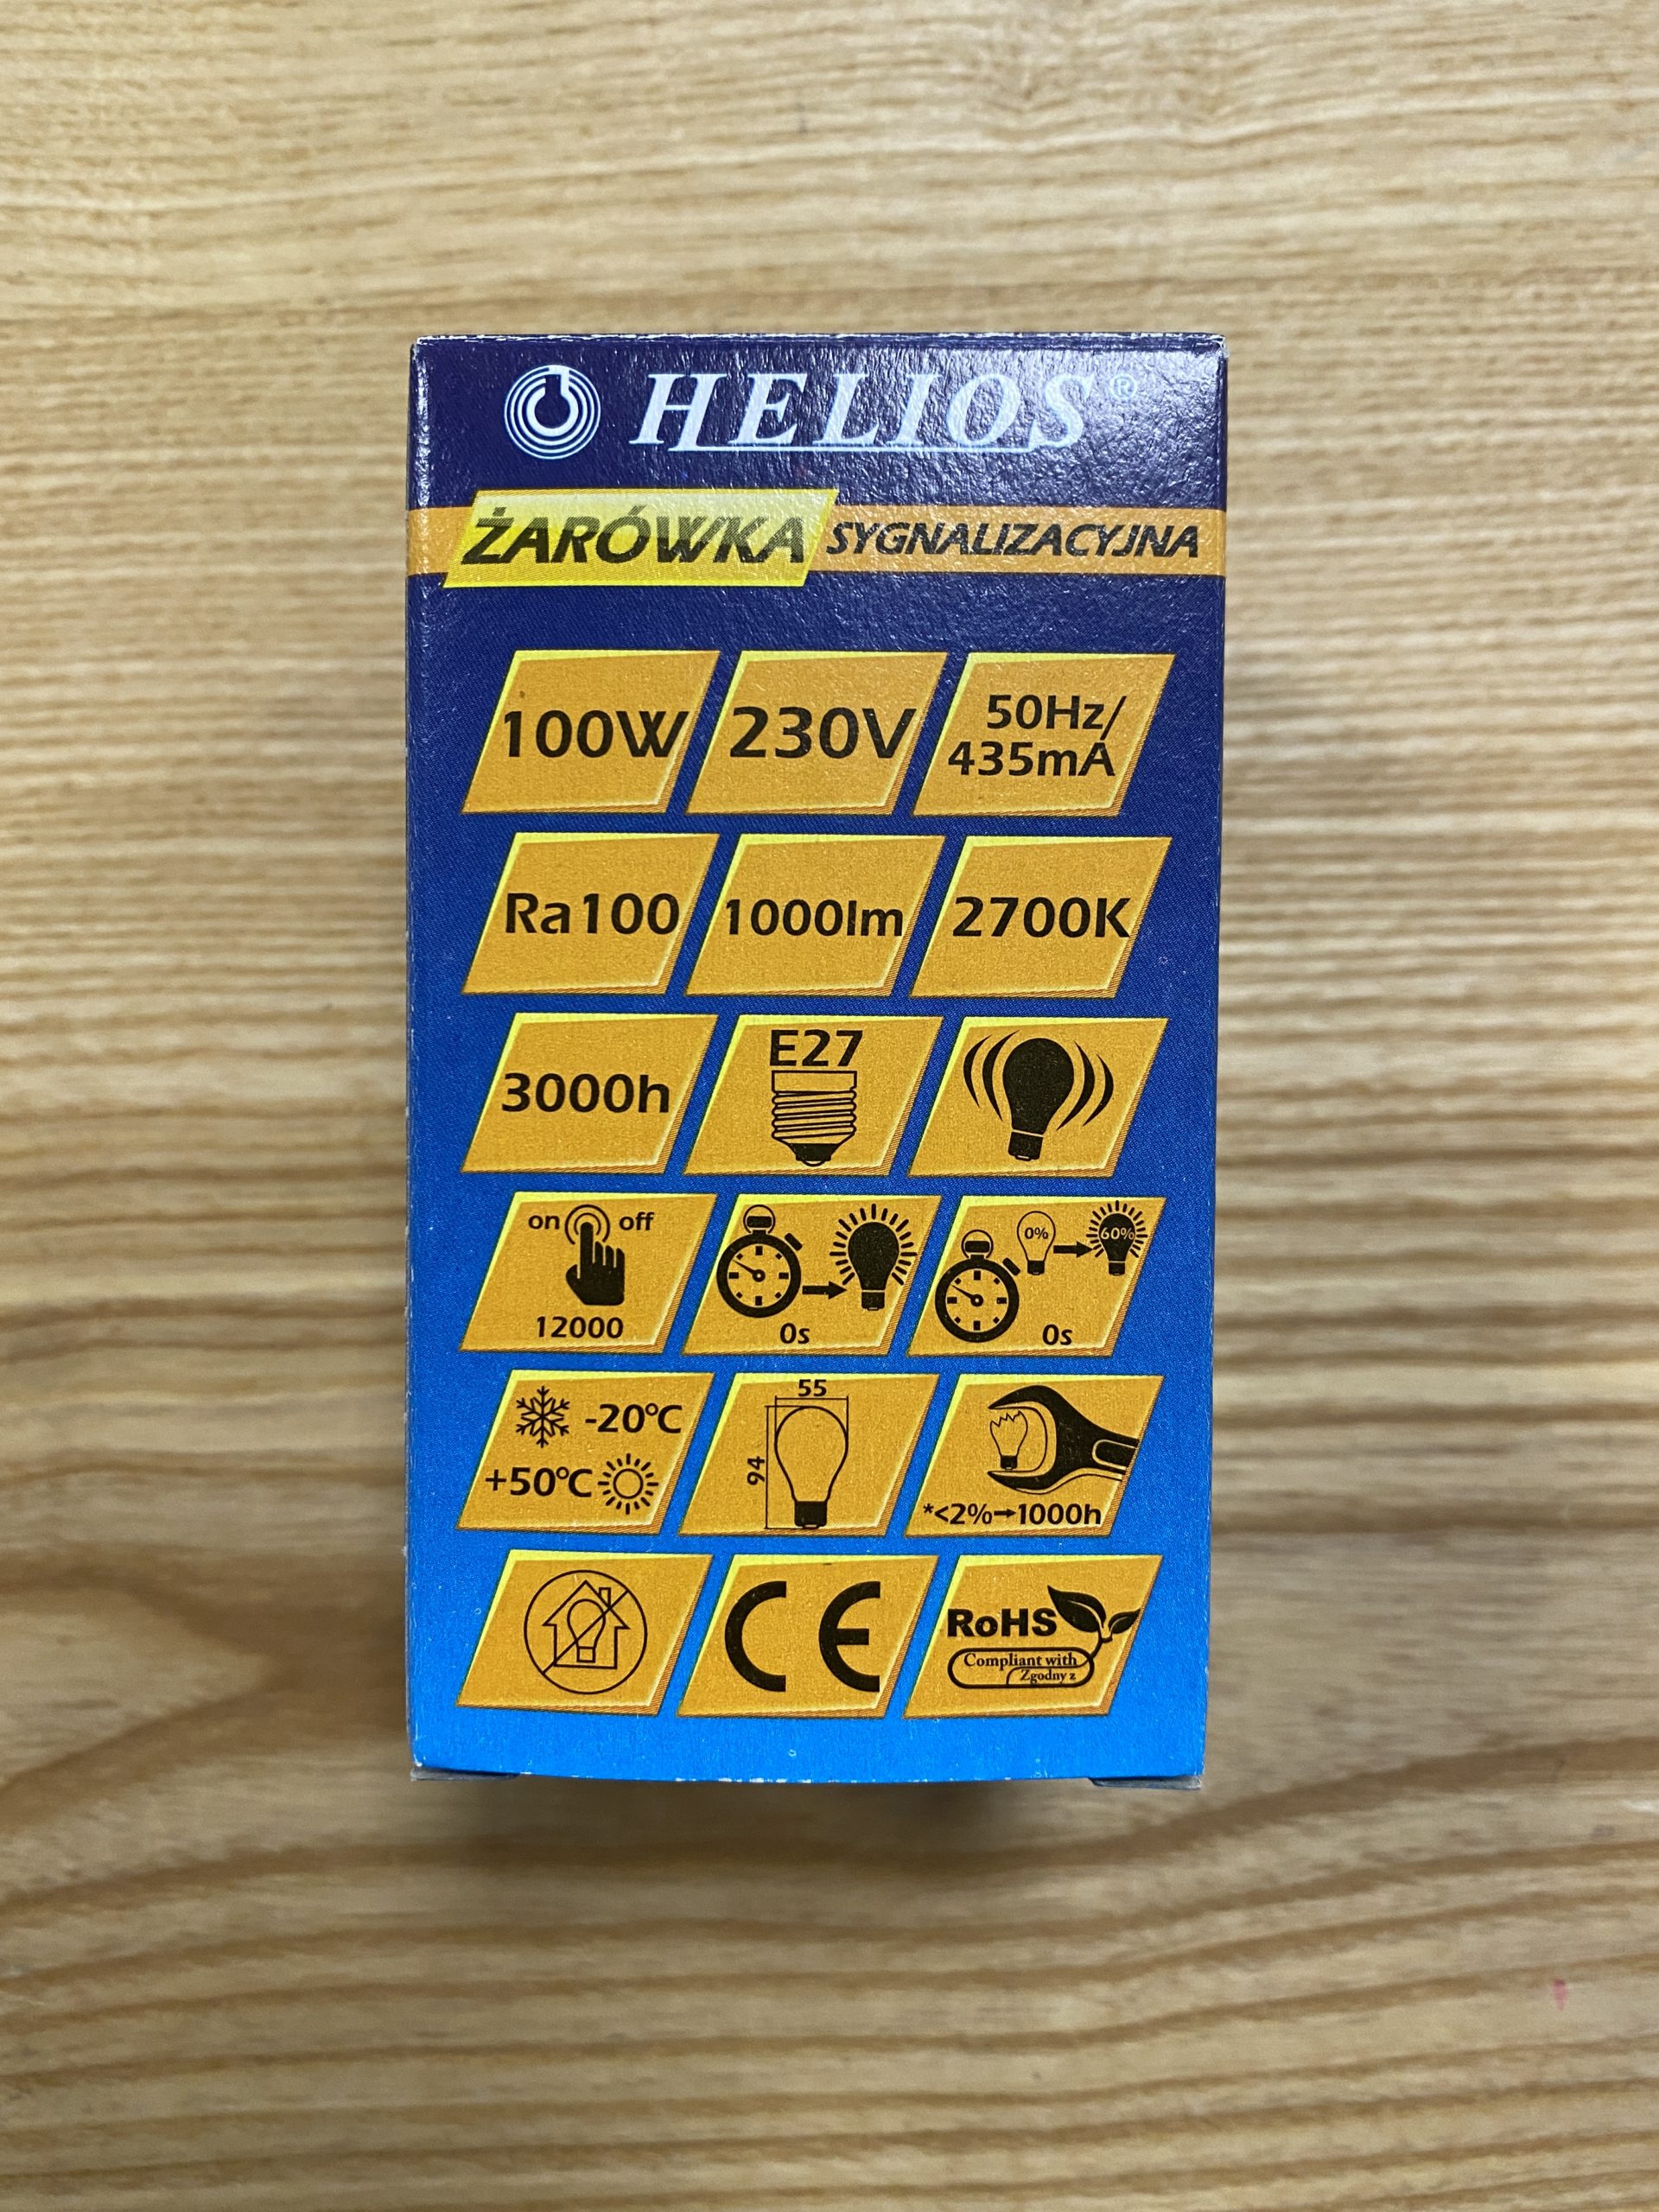 HELIOS®
ŻARÓWKA SYGNALIZACYJNA
100W 230V 50Hz/
435mA
Ra100 1000lm 2700K
3000h E27
on off
12000
0s
0% 60%
0s
-20°C
+50°C
55
94
*<2%→1000h
CE
RoHS
Compliant with
Zgodny z